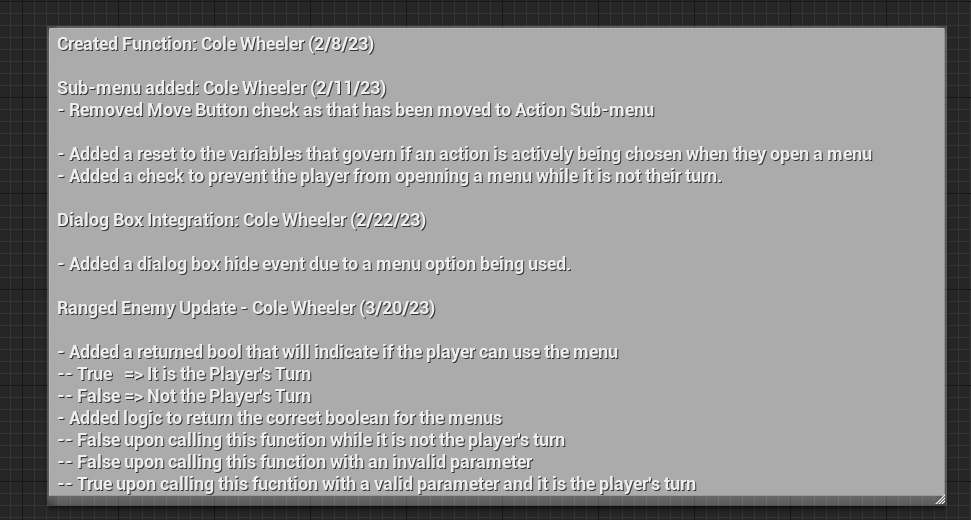 Created Function: Cole Wheeler (2/8/23)
Sub-menu added: Cole Wheeler (2/11/23)
- Removed Move Button check as that has been moved to Action Sub-menu
- Added a reset to the variables that govern if an action is actively being chosen when they open a menu
- Added a check to prevent the player from openning a menu while it is not their turn.
Dialog Box Integration: Cole Wheeler (2/22/23)
- Added a dialog box hide event due to a menu option being used.
Ranged Enemy Update - Cole Wheeler (3/20/23)
- Added a returned bool that will indicate if the player can use the menu
-- True   => It is the Player's Turn
-- False => Not the Player's Turn
- Added logic to return the correct boolean for the menus
-- False upon calling this function while it is not the player's turn
-- False upon calling this function with an invalid parameter
-- True upon calling this fucntion with a valid parameter and it is the player's turn